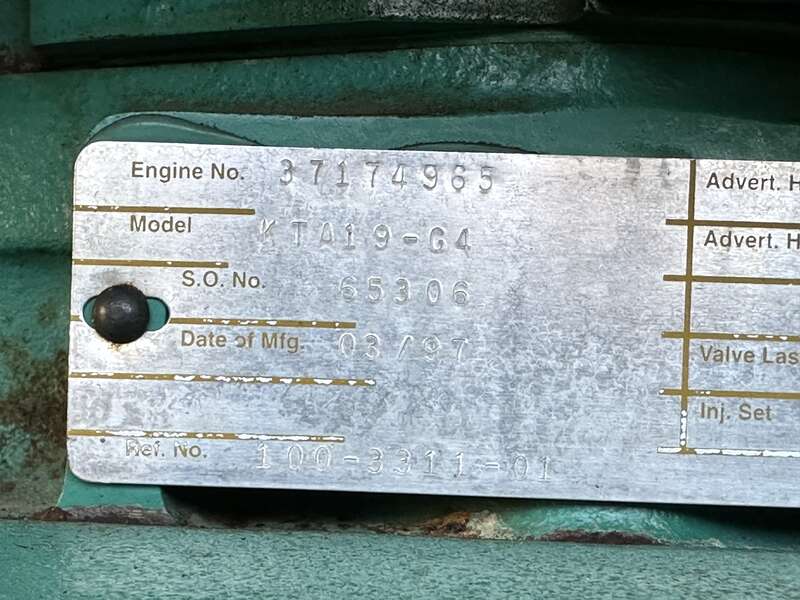 Engine No. 37174965
Advert. H
Model KTA19-G4
Advert. H
S.O. No. 65306
Date of Mfg. 03/97
Valve Las
Inj. Set
Ref. No. 100-3311-01